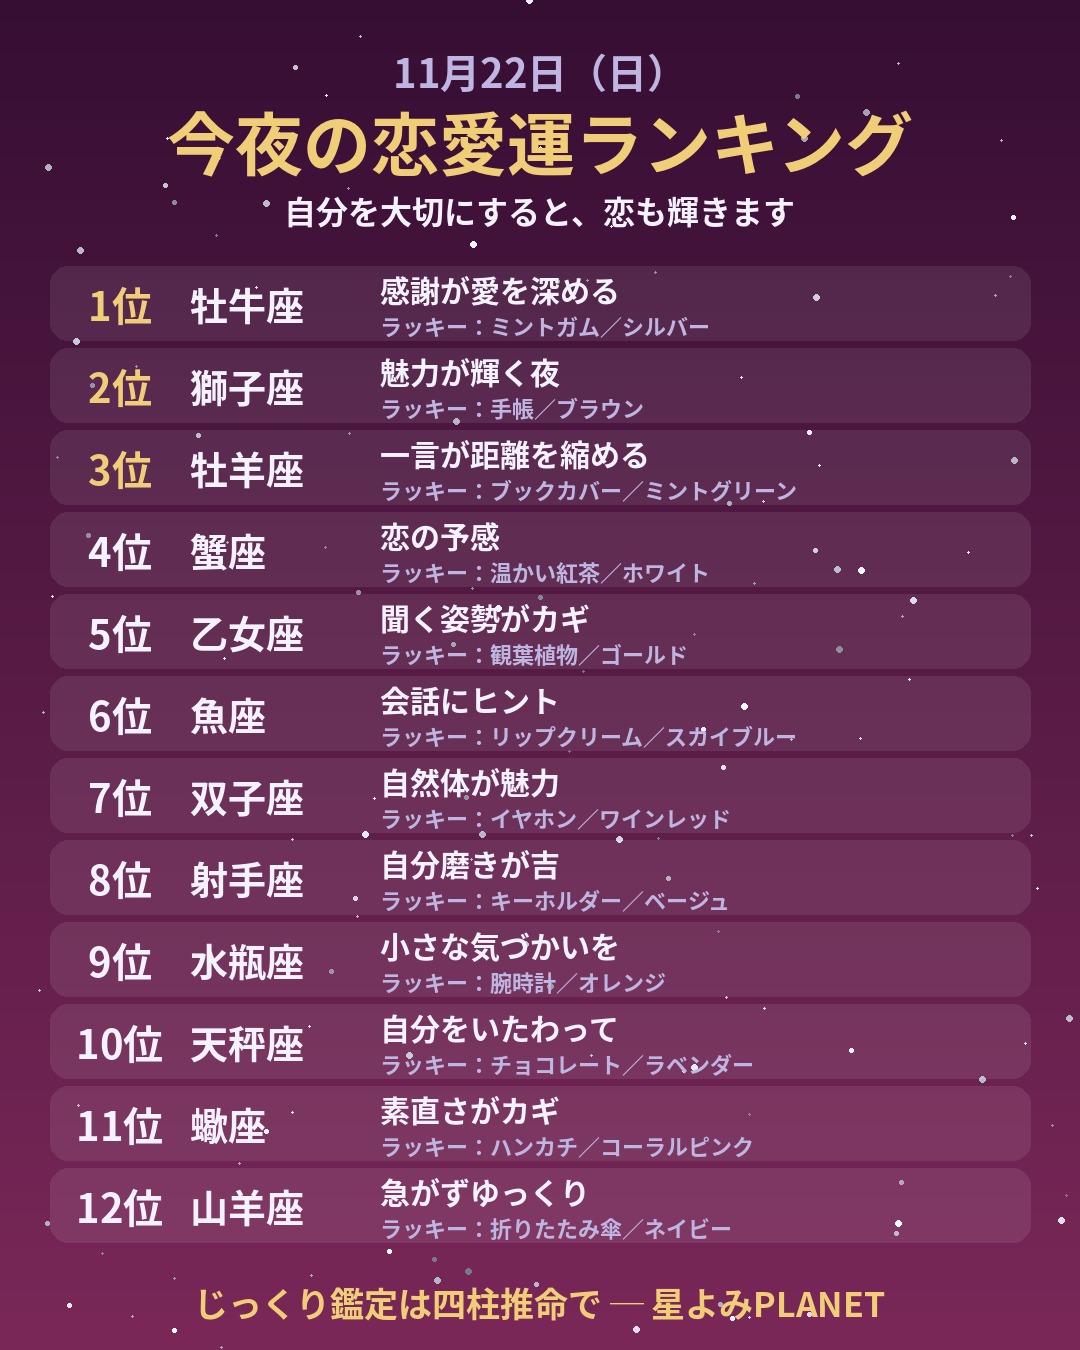 11月22日（日）
今夜の恋愛運ランキング
自分を大切にすると、恋も輝きます
1位 牡牛座 感謝が愛を深める
ラッキー：ミントガム／シルバー
2位 獅子座 魅力が輝く夜
ラッキー：手帳／ブラウン
3位 牡羊座 一言が距離を縮める
ラッキー：ブックカバー／ミントグリーン
4位 蟹座 恋の予感
ラッキー：温かい紅茶／ホワイト
5位 乙女座 聞く姿勢がカギ
ラッキー：観葉植物／ゴールド
6位 魚座 会話にヒント
ラッキー：リップクリーム／スカイブルー
7位 双子座 自然体が魅力
ラッキー：イヤホン／ワインレッド
8位 射手座 自分磨きが吉
ラッキー：キーホルダー／ベージュ
9位 水瓶座 小さな気づかいを
ラッキー：腕時計／オレンジ
10位 天秤座 自分をいたわって
ラッキー：チョコレート／ラベンダー
11位 蠍座 素直さがカギ
ラッキー：ハンカチ／コーラルピンク
12位 山羊座 急がずゆっくり
ラッキー：折りたたみ傘／ネイビー
じっくり鑑定は四柱推命で ─ 星よみPLANET